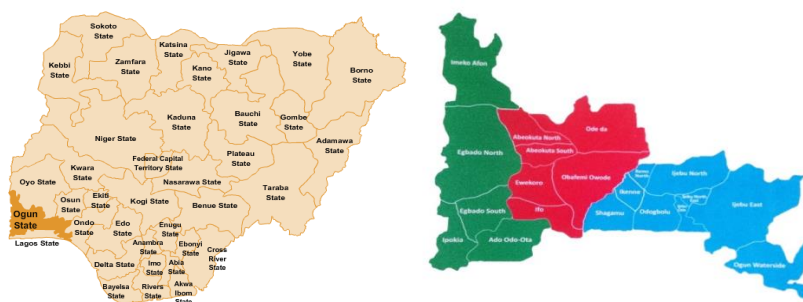 Sokoto
State
Katsina
State
Jigawa
State
Yobe
State
Borno
State
Kebbi
State
Zamfara
State
Kano
State
Kaduna
State
Bauchi
State
Gombe
State
Adamawa
State
Niger State
Plateau
State
Federal Capital
Territory State
Kwara
State
Oyo State
Nasarawa State
Taraba
State
Osun
State
Ekiti
State
Kogi State
Benue State
Ogun
State
Ondo
State
Edo
State
Enugu
State
Anambra
State
Ebonyi
State
Cross
River
State
Lagos State
Delta State
Imo
State
Abia
State
Bayelsa
State
Rivers
State
Akwa
Ibom
State
Imeko Afon
Egbado North
Egbado South
Ipokia
Ado Odo-Ota
Abeokuta North
Abeokuta South
Ode da
Ewekoro
Obafemi Owode
Ifo
Shagamu
Ikenne
Odogbolu
Ijebu North
Ijebu East
Ogun Waterside